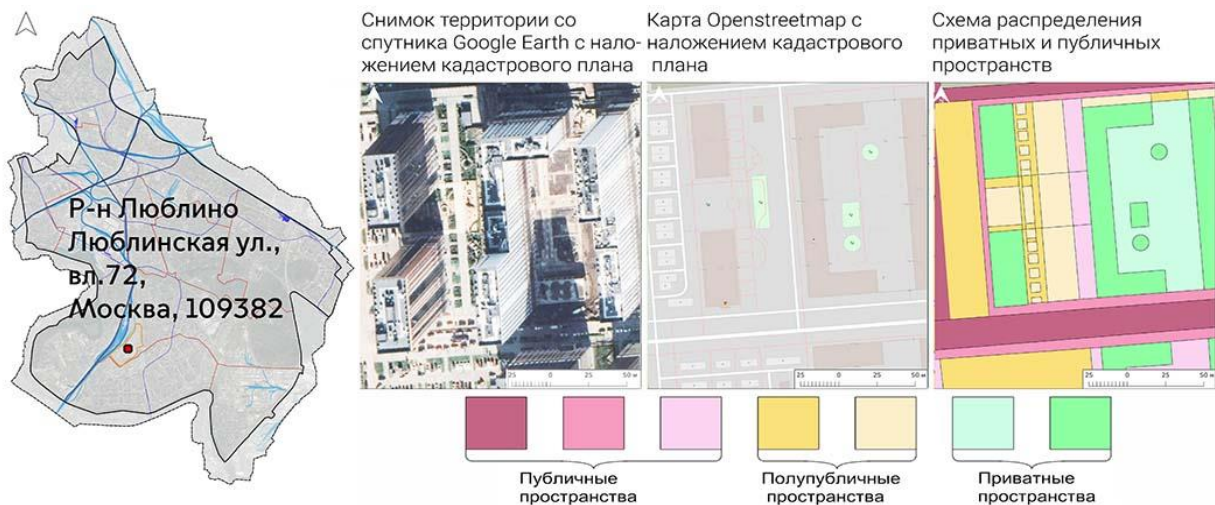 Р-н Люблино
Люблинская ул.,
вл.72,
Москва, 109382
Снимок территории со
спутника Google Earth с нало-
жением кадастрового плана
Карта Openstreetmap с
наложением кадастрового
плана
Схема распределения
приватных и публичных
пространств
25 0 25 50 м
25 0 25 50 м
25 0 25 50 м
Публичные
пространства
Полупубличные
пространства
Приватные
пространства